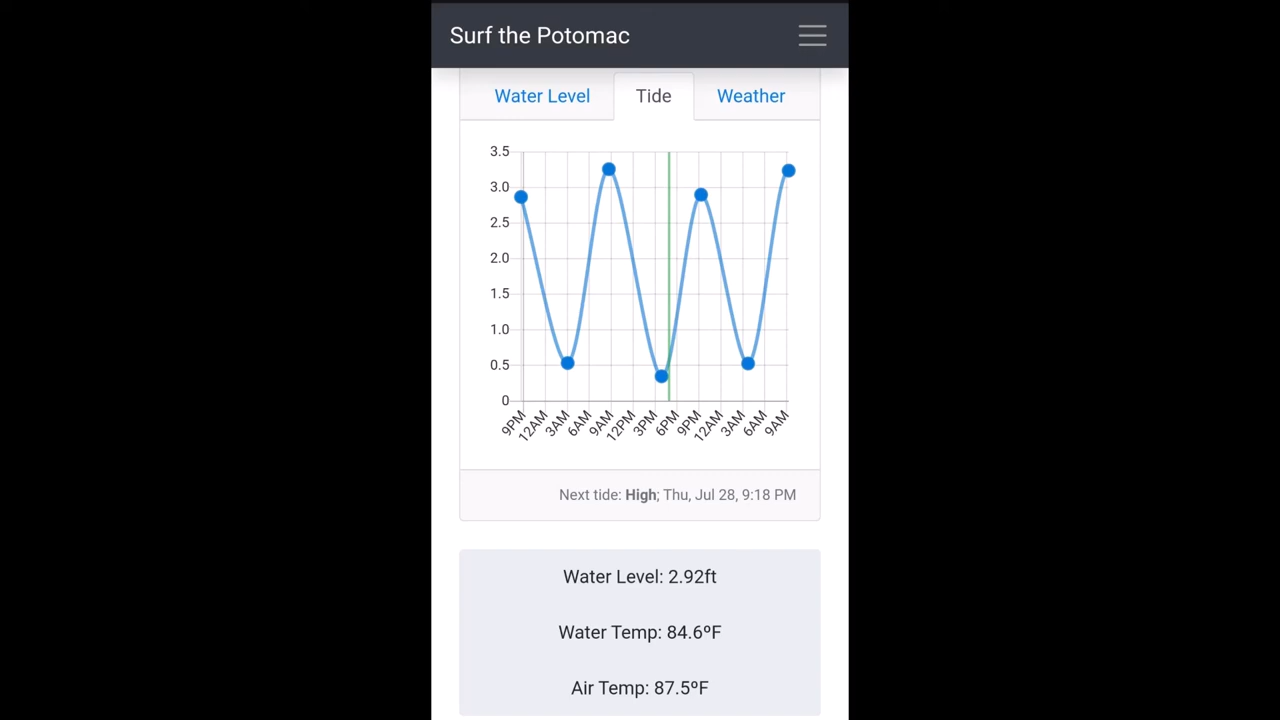 Surf the Potomac
Water Level Tide Weather
3.5
3.0
2.5
2.0
1.5
1.0
0.5
0
9PM 12AM 3AM 6AM 9AM 12PM 3PM 6PM 9PM 12AM 3AM 6AM 9AM
Next tide: High; Thu, Jul 28, 9:18 PM
Water Level: 2.92ft
Water Temp: 84.6ºF
Air Temp: 87.5ºF